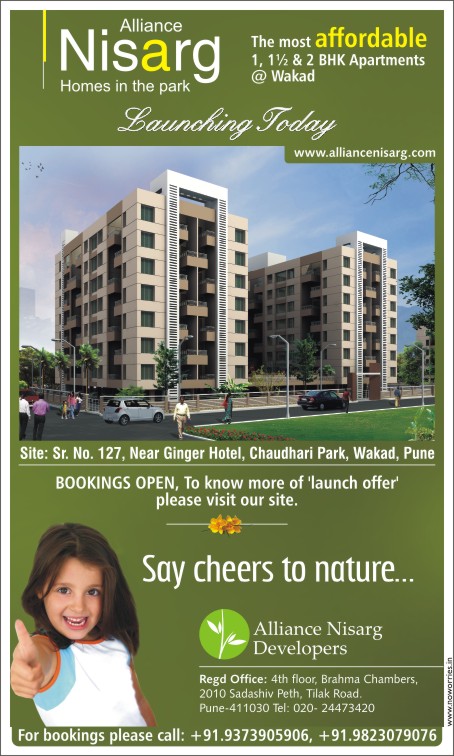 Alliance
Nisarg
Homes in the park
The most affordable
1, 1½ & 2 BHK Apartments
@ Wakad
Launching Today
www.alliancenisarg.com
Site: Sr. No. 127, Near Ginger Hotel, Chaudhari Park, Wakad, Pune
BOOKINGS OPEN, To know more of 'launch offer'
please visit our site.
Say cheers to nature...
Alliance Nisarg
Developers
Regd Office: 4th floor, Brahma Chambers,
2010 Sadashiv Peth, Tilak Road.
Pune-411030 Tel: 020- 24473420
www.noworries.in
For bookings please call: +91.9373905906, +91.9823079076